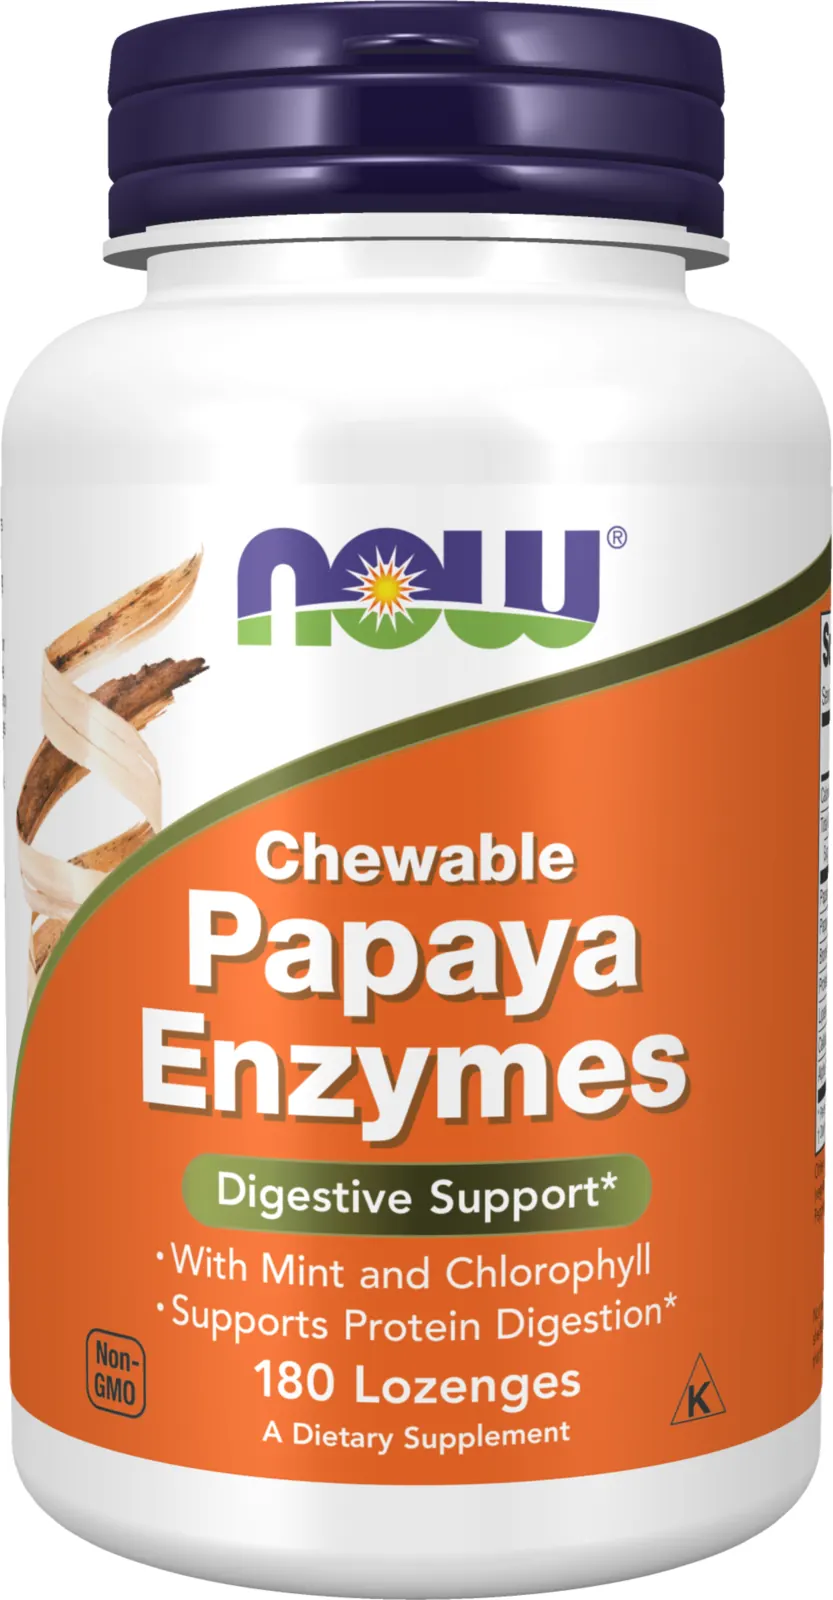 now®
Chewable
Papaya
Enzymes
Digestive Support*
• With Mint and Chlorophyll
• Supports Protein Digestion*
180 Lozenges
A Dietary Supplement
Non-
GMO
K